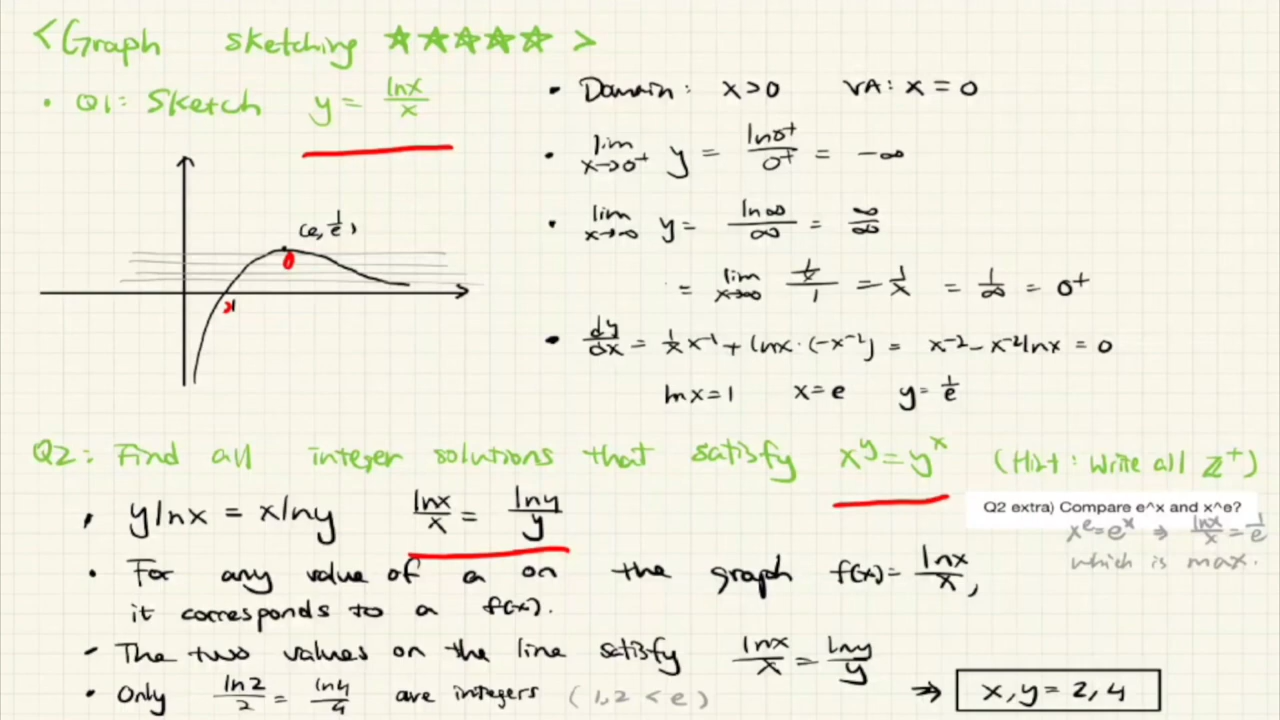 <Graph sketching ☆☆☆☆☆ >
• Q1: Sketch y = lnx/x
(e, 1/e)
• Domain: x>0 VA: x = 0
• lim x→0⁺ y = ln0⁺/0⁺ = -∞
• lim x→∞ y = ln∞/∞ = ∞/∞
= lim x→∞ (1/x)/1 = 1/x = 1/∞ = 0⁺
• dy/dx = 1/x x⁻¹ + lnx·(-x⁻²) = x⁻² - x⁻²lnx = 0
lnx=1 x=e y=1/e
Q2: Find all integer solutions that satisfy x^y = y^x (Hint: Write all ℤ⁺)
• ylnx = xlny lnx/x = lny/y
Q2 extra) Compare e^x and x^e?
x^e = e^x ⇒ lnx/x = 1/e
which is max.
• For any value of a on the graph f(x) = lnx/x,
it corresponds to a f(x).
• The two values on the line satisfy lnx/x = lny/y
• Only ln2/2 = ln4/4 are integers (1,2 < e) ⇒ x,y = 2,4